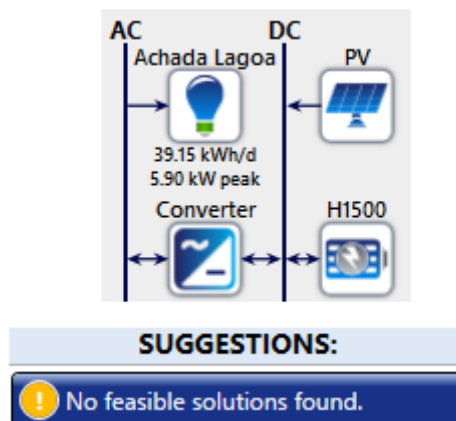 AC DC
Achada Lagoa PV
39.15 kWh/d
5.90 kW peak
Converter H1500
SUGGESTIONS:
No feasible solutions found.